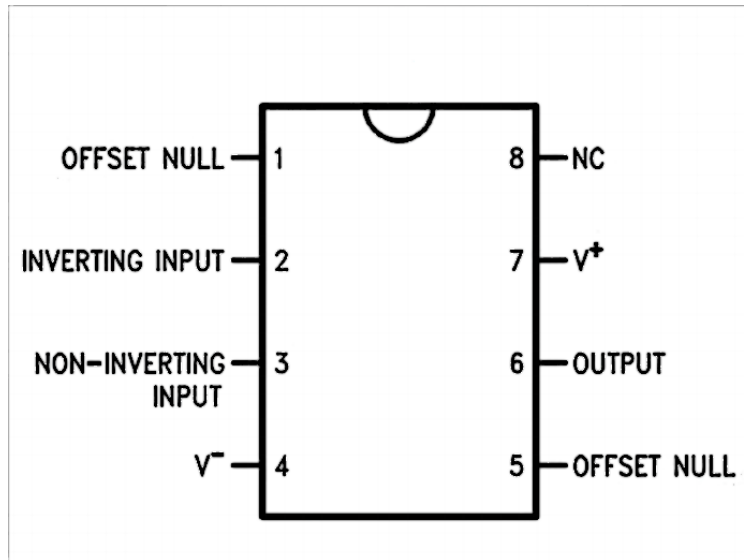 OFFSET NULL 1 8 NC
INVERTING INPUT 2 7 V+
NON-INVERTING 3 6 OUTPUT
INPUT
V- 4 5 OFFSET NULL